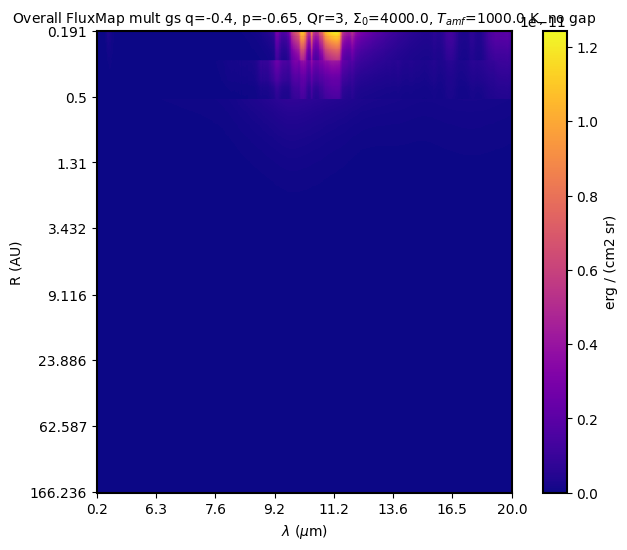 Overall FluxMap mult gs q=-0.4, p=-0.65, Qr=3, Σ₀=4000.0, T_amf=1000.0 K, no gap
1e−11
0.191
0.5
1.31
3.432
9.116
23.886
62.587
166.236
R (AU)
0.2 6.3 7.6 9.2 11.2 13.6 16.5 20.0
λ (μm)
1.2
1.0
0.8
0.6
0.4
0.2
0.0
erg / (cm2 sr)